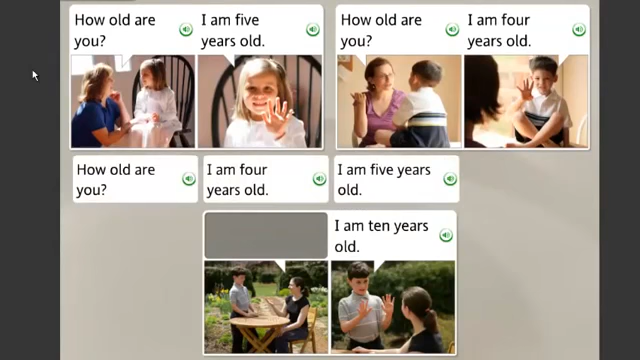 How old are
you?
I am five
years old.
How old are
you?
I am four
years old.
How old are
you?
I am four
years old.
I am five years
old.
I am ten years
old.